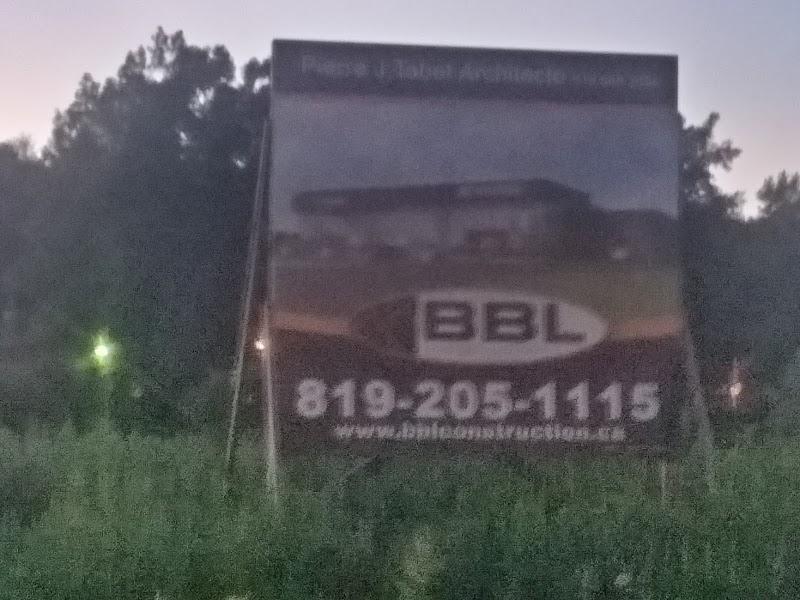 Pierre J Tabet Architecte
BBL
819-205-1115
www.bblconstruction.ca